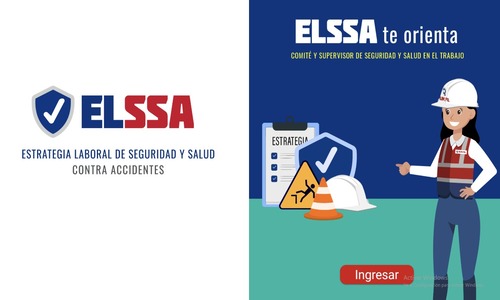 ELSSA
ESTRATEGIA LABORAL DE SEGURIDAD Y SALUD
CONTRA ACCIDENTES
ELSSA te orienta
COMITÉ Y SUPERVISOR DE SEGURIDAD Y SALUD EN EL TRABAJO
ESTRATEGIA
Ingresar